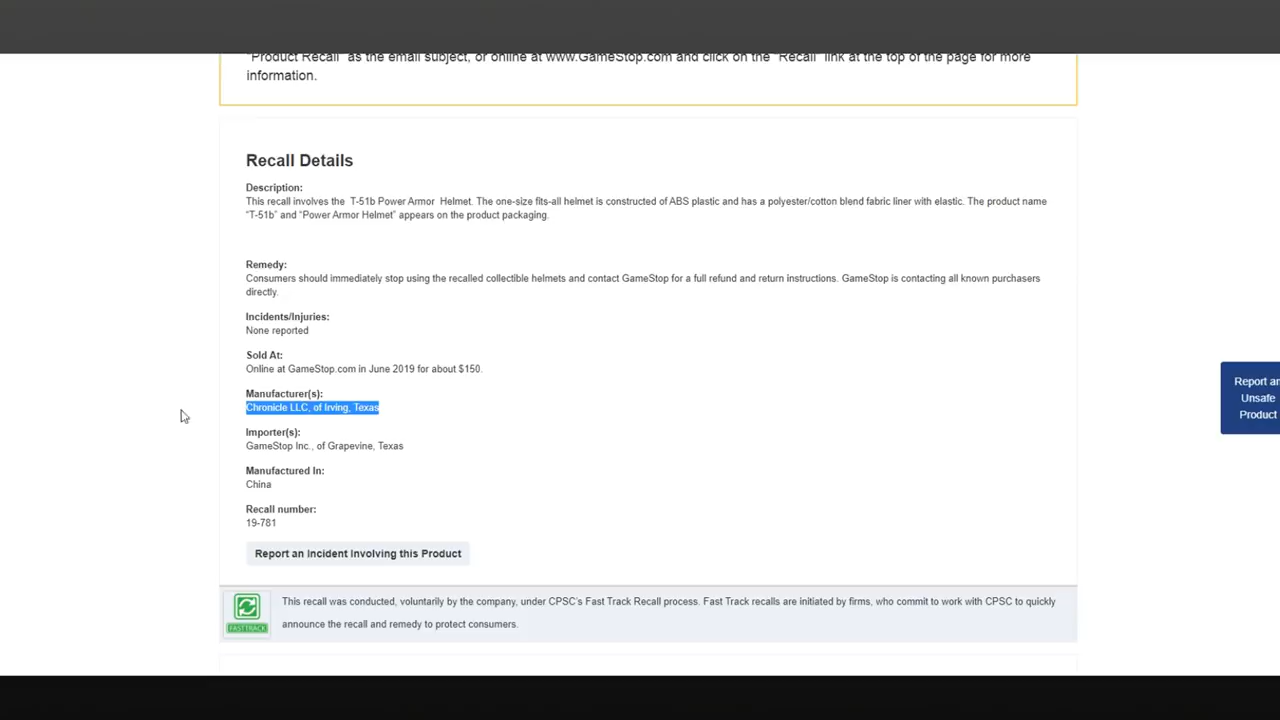 "Product Recall" as the email subject, or online at www.GameStop.com and click on the "Recall" link at the top of the page for more
information.
Recall Details
Description:
This recall involves the T-51b Power Armor Helmet. The one-size fits-all helmet is constructed of ABS plastic and has a polyester/cotton blend fabric liner with elastic. The product name
“T-51b” and “Power Armor Helmet” appears on the product packaging.
Remedy:
Consumers should immediately stop using the recalled collectible helmets and contact GameStop for a full refund and return instructions. GameStop is contacting all known purchasers
directly.
Incidents/Injuries:
None reported
Sold At:
Online at GameStop.com in June 2019 for about $150.
Manufacturer(s):
Chronicle LLC, of Irving, Texas
Importer(s):
GameStop Inc., of Grapevine, Texas
Manufactured In:
China
Recall number:
19-781
Report an Incident Involving this Product
Report an
Unsafe
Product
This recall was conducted, voluntarily by the company, under CPSC's Fast Track Recall process. Fast Track recalls are initiated by firms, who commit to work with CPSC to quickly
announce the recall and remedy to protect consumers.
FAST TRACK